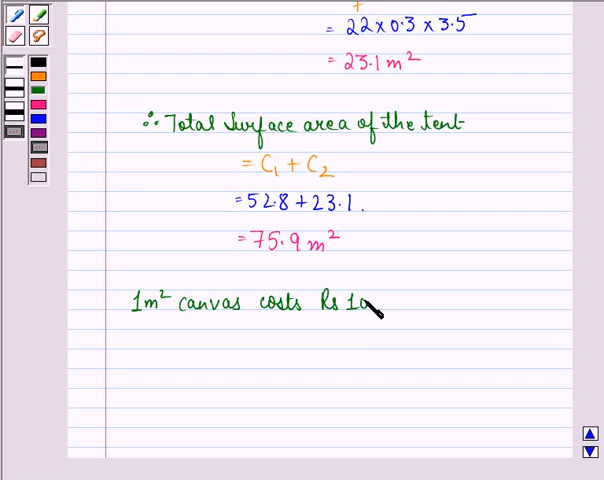 = 22 × 0.3 × 3.5
= 23.1 m²
∴ Total surface area of the tent
= C₁ + C₂
= 52.8 + 23.1.
= 75.9 m²
1m² canvas costs Rs 10